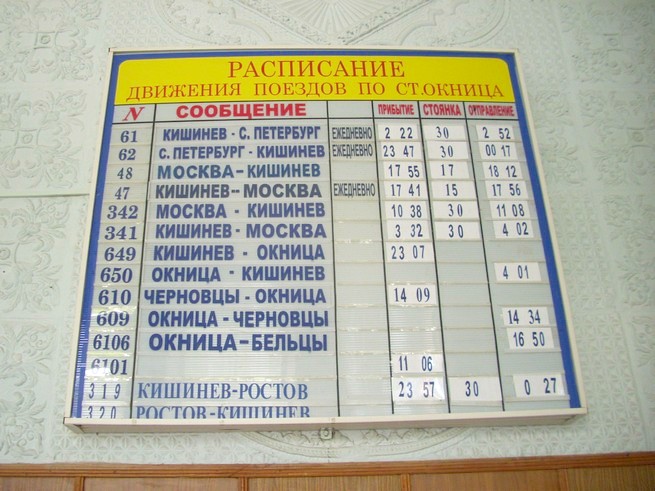 РАСПИСАНИЕ
ДВИЖЕНИЯ ПОЕЗДОВ ПО СТ.ОКНИЦА
N СООБЩЕНИЕ ПРИБЫТИЕ СТОЯНКА ОТПРАВЛЕНИЕ
61 КИШИНЕВ - С. ПЕТЕРБУРГ ЕЖЕДНЕВНО 2 22 30 2 52
62 С. ПЕТЕРБУРГ - КИШИНЕВ ЕЖЕДНЕВНО 23 47 30 00 17
48 МОСКВА-КИШИНЕВ 17 55 17 18 12
47 КИШИНЕВ-- МОСКВА ЕЖЕДНЕВНО 17 41 15 17 56
342 МОСКВА - КИШИНЕВ 10 38 30 11 08
341 КИШИНЕВ - МОСКВА 3 32 30 4 02
649 КИШИНЕВ - ОКНИЦА 23 07
650 ОКНИЦА - КИШИНЕВ 4 01
610 ЧЕРНОВЦЫ - ОКНИЦА 14 09
609 ОКНИЦА - ЧЕРНОВЦЫ 14 34
6106 ОКНИЦА-БЕЛЬЦЫ 16 50
6101 11 06
319 КИШИНЕВ-РОСТОВ 23 57 30 0 27
320 РОСТОВ-КИШИНЕВ